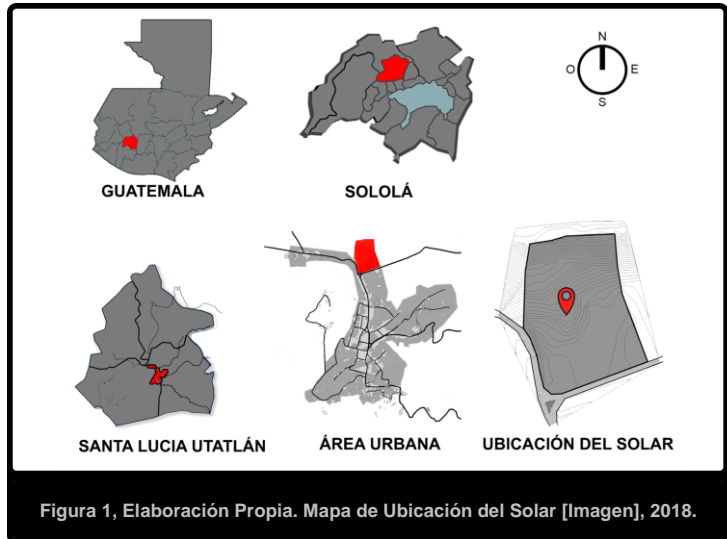 GUATEMALA
SOLOLÁ
N
O E
S
SANTA LUCIA UTATLÁN
ÁREA URBANA
UBICACIÓN DEL SOLAR
Figura 1, Elaboración Propia. Mapa de Ubicación del Solar [Imagen], 2018.